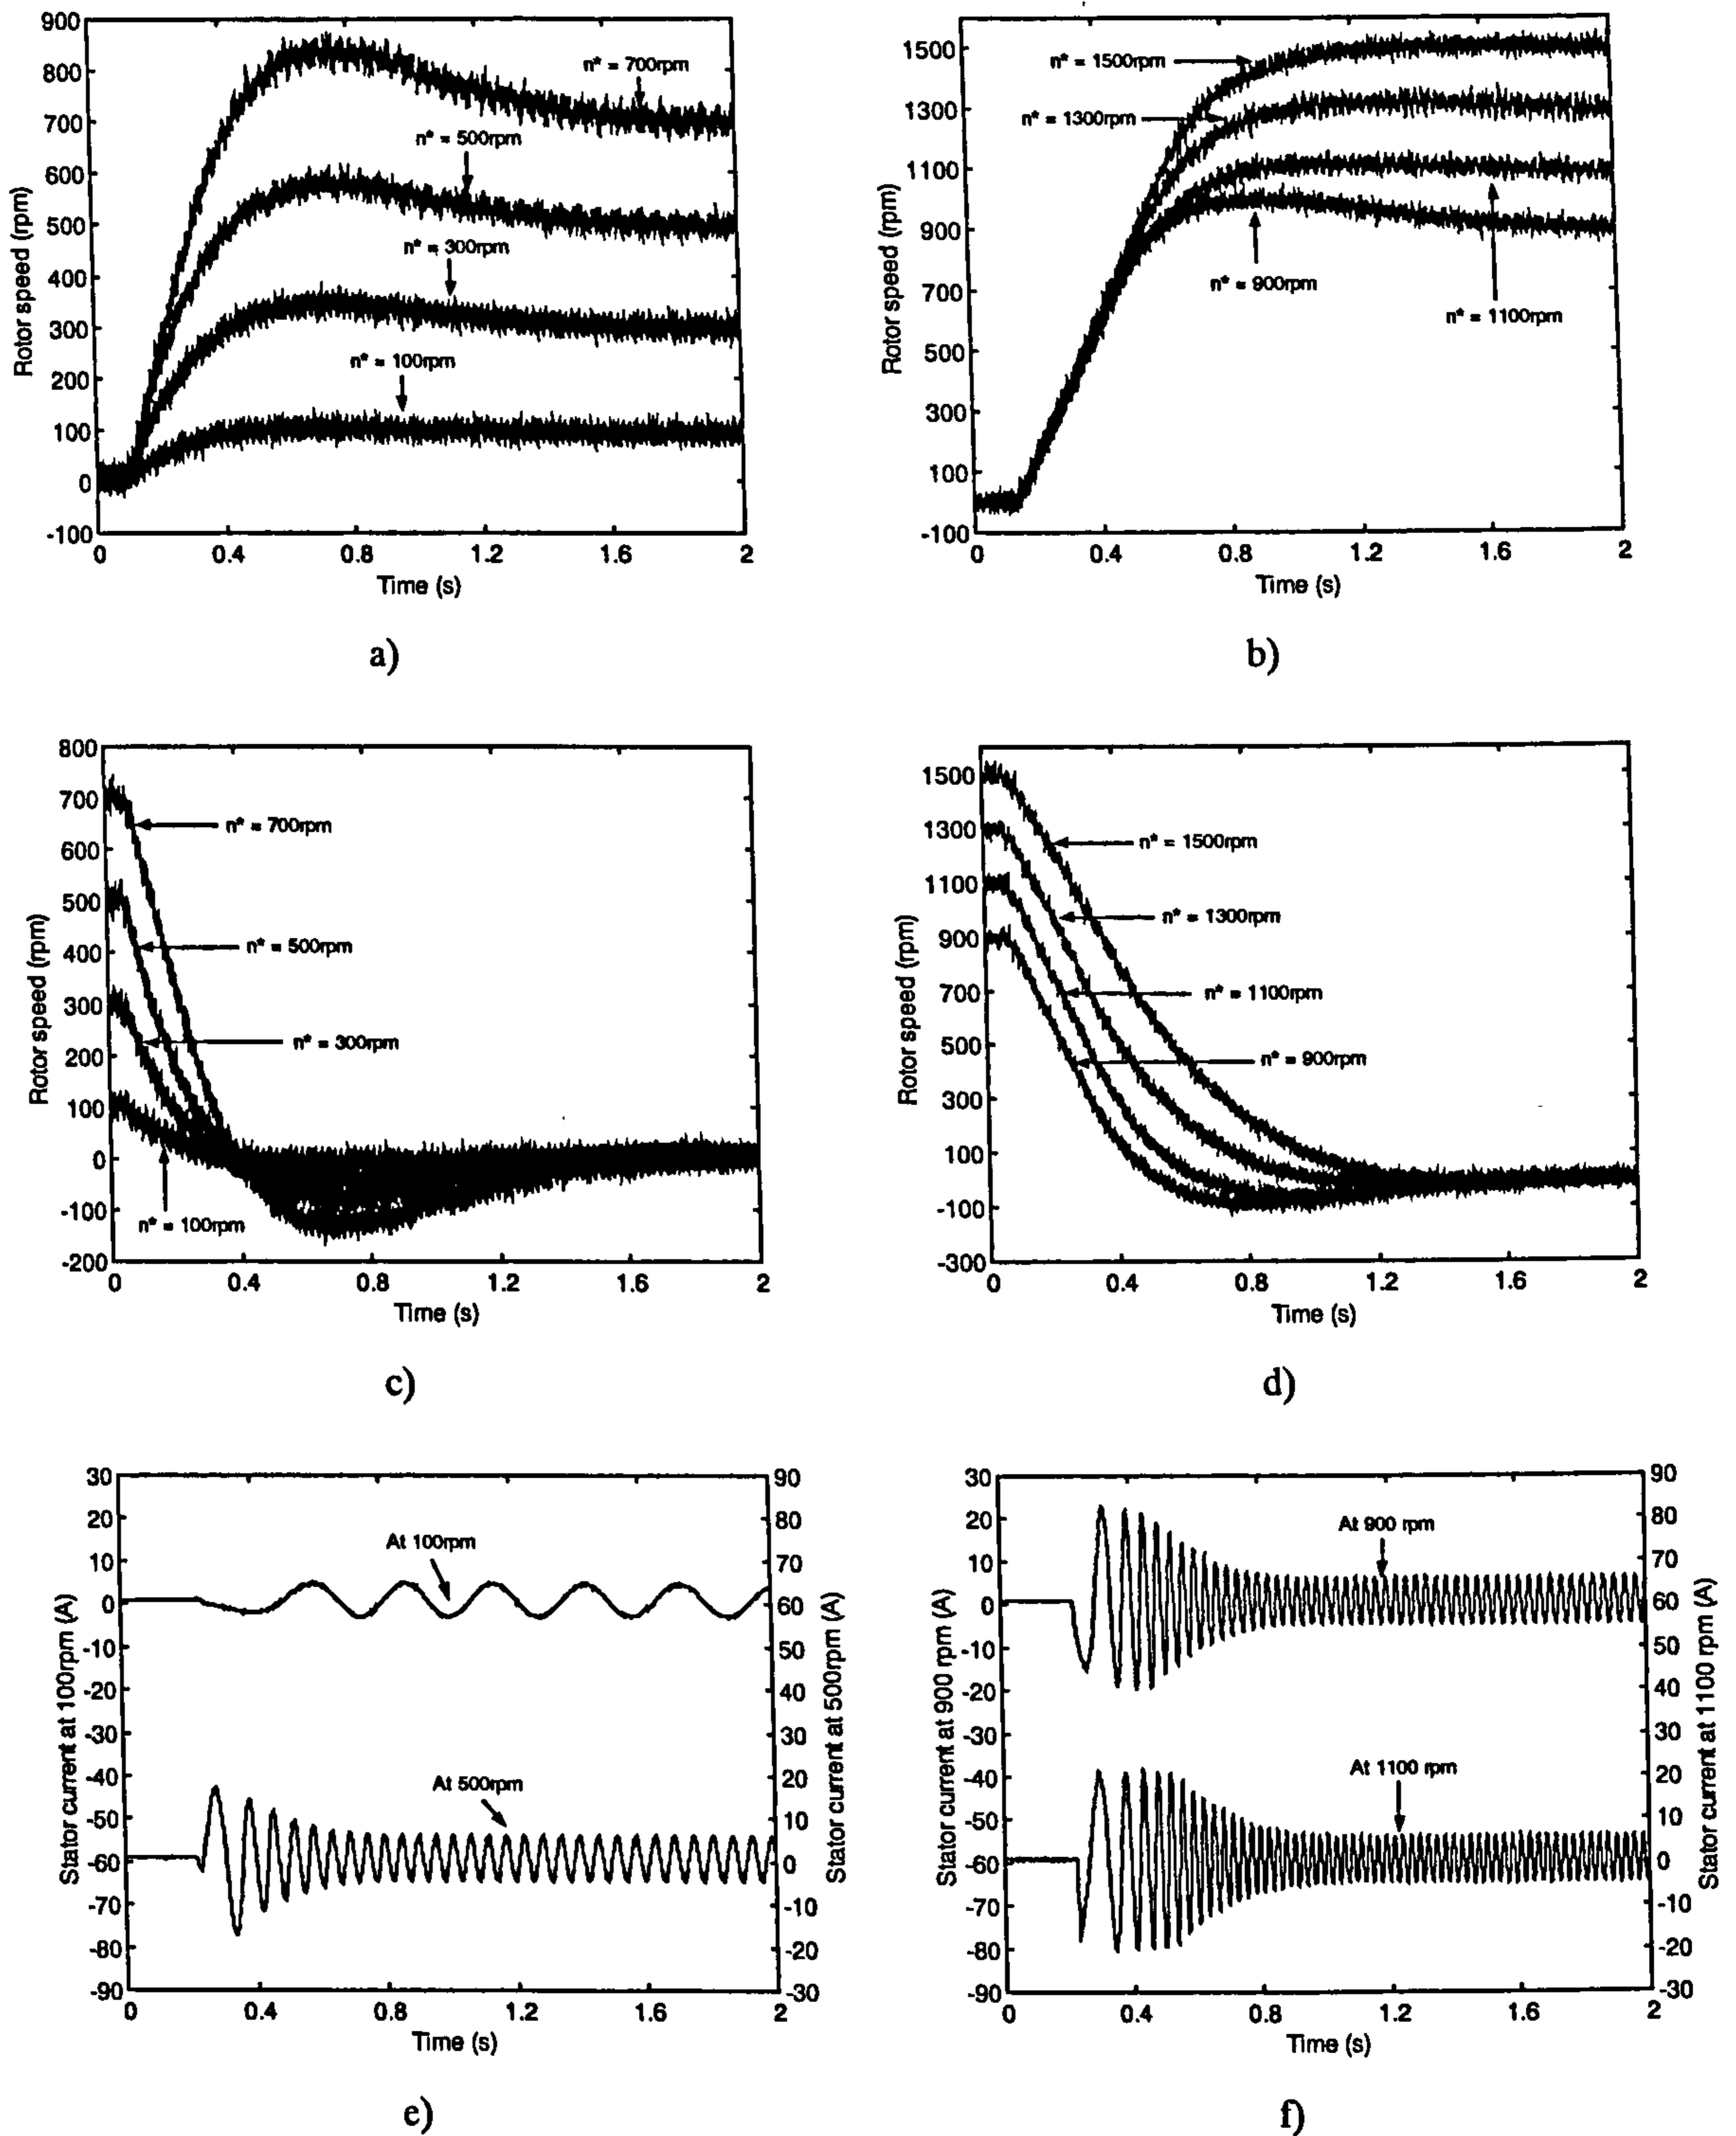 900
800
700
600
500
400
300
200
100
0
-100
Rotor speed (rpm)
n* = 700rpm
n* = 500rpm
n* = 300rpm
n* = 100rpm
0 0.4 0.8 1.2 1.6 2
Time (s)
a)
1500
1300
1100
900
700
500
300
100
-100
Rotor speed (rpm)
n* = 1500rpm
n* = 1300rpm
n* = 900rpm
n* = 1100rpm
0 0.4 0.8 1.2 1.6 2
Time (s)
b)
800
700
600
500
400
300
200
100
0
-100
-200
Rotor speed (rpm)
n* = 700rpm
n* = 500rpm
n* = 300rpm
n* = 100rpm
0 0.4 0.8 1.2 1.6 2
Time (s)
c)
1500
1300
1100
900
700
500
300
100
-100
-300
Rotor speed (rpm)
n* = 1500rpm
n* = 1300rpm
n* = 1100rpm
n* = 900rpm
0 0.4 0.8 1.2 1.6 2
Time (s)
d)
30
20
10
0
-10
-20
-30
-40
-50
-60
-70
-80
-90
Stator current at 100rpm (A)
At 100rpm
At 500rpm
90
80
70
60
50
40
30
20
10
0
-10
-20
-30
Stator current at 500rpm (A)
0 0.4 0.8 1.2 1.6 2
Time (s)
e)
30
20
10
0
-10
-20
-30
-40
-50
-60
-70
-80
-90
Stator current at 900 rpm (A)
At 900 rpm
At 1100 rpm
90
80
70
60
50
40
30
20
10
0
-10
-20
-30
Stator current at 1100 rpm (A)
0 0.4 0.8 1.2 1.6 2
Time (s)
f)